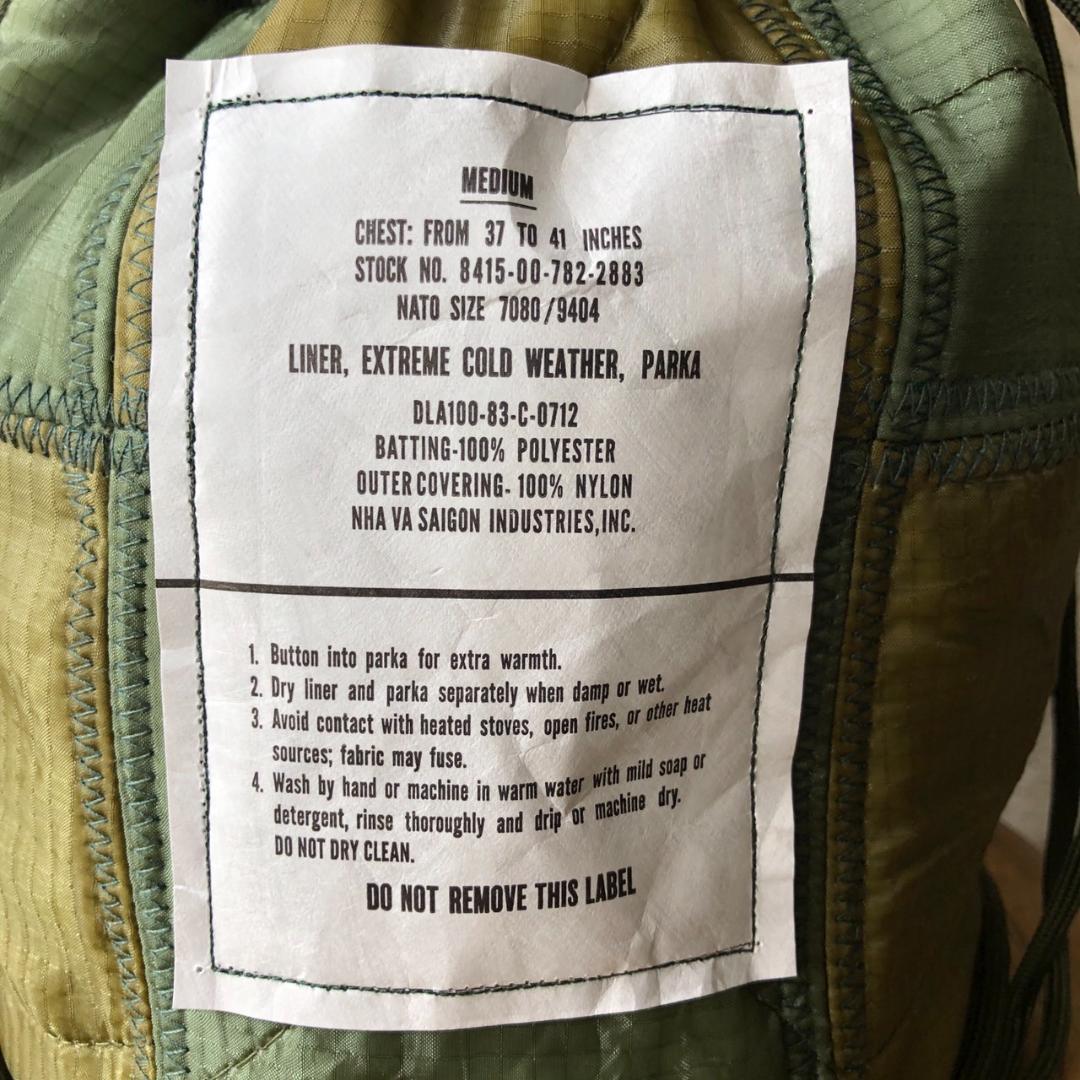 MEDIUM
CHEST: FROM 37 TO 41 INCHES
STOCK NO. 8415-00-782-2883
NATO SIZE 7080/9404
LINER, EXTREME COLD WEATHER, PARKA
DLA100-83-C-0712
BATTING-100% POLYESTER
OUTER COVERING- 100% NYLON
NHA VA SAIGON INDUSTRIES, INC.
1. Button into parka for extra warmth.
2. Dry liner and parka separately when damp or wet.
3. Avoid contact with heated stoves, open fires, or other heat
sources; fabric may fuse.
4. Wash by hand or machine in warm water with mild soap or
detergent, rinse thoroughly and drip or machine dry.
DO NOT DRY CLEAN.
DO NOT REMOVE THIS LABEL